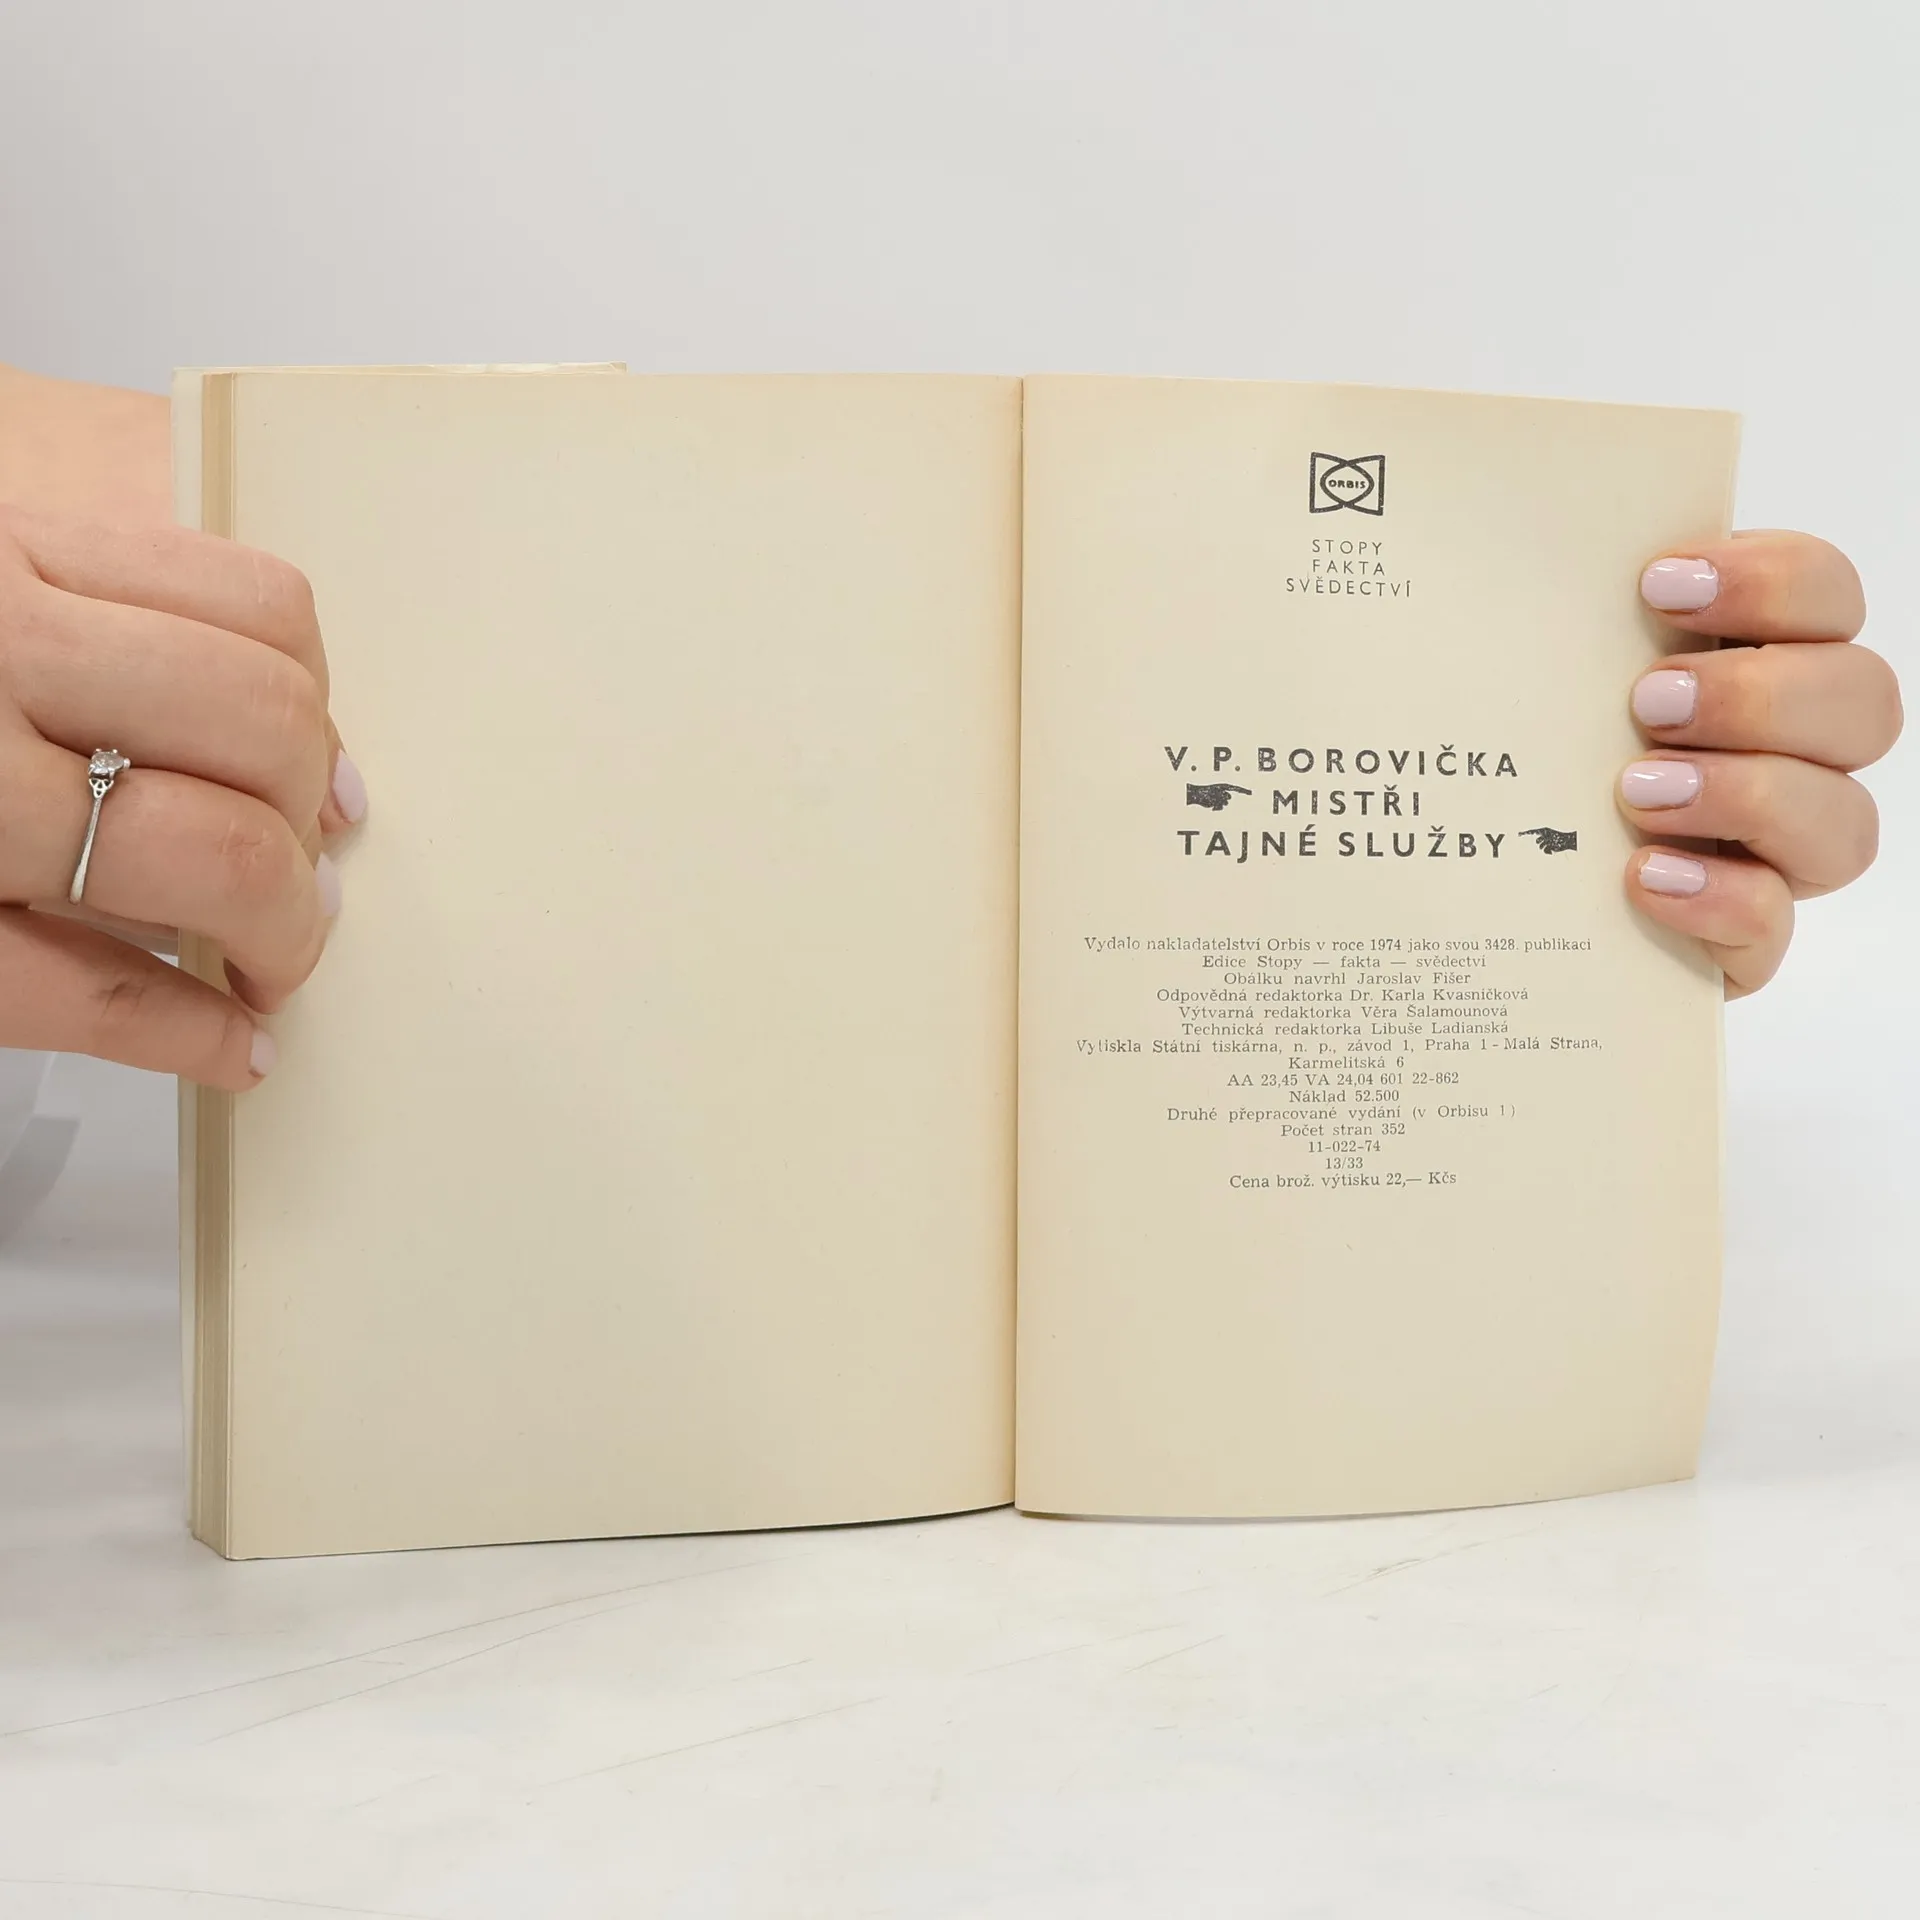 ORBIS
STOPY
FAKTA
SVĚDECTVÍ
V. P. BOROVIČKA
MISTŘI
TAJNÉ SLUŽBY
Vydalo nakladatelství Orbis v roce 1974 jako svou 3428. publikaci
Edice Stopy — fakta — svědectví
Obálku navrhl Jaroslav Fišer
Odpovědná redaktorka Dr. Karla Kvasničková
Výtvarná redaktorka Věra Šalamounová
Technická redaktorka Libuše Ladianská
Vytiskla Státní tiskárna, n. p., závod 1, Praha 1 - Malá Strana,
Karmelitská 6
AA 23,45 VA 24,04 601 22-862
Náklad 52.500
Druhé přepracované vydání (v Orbisu 1)
Počet stran 352
11-022-74
13/33
Cena brož. výtisku 22,— Kčs